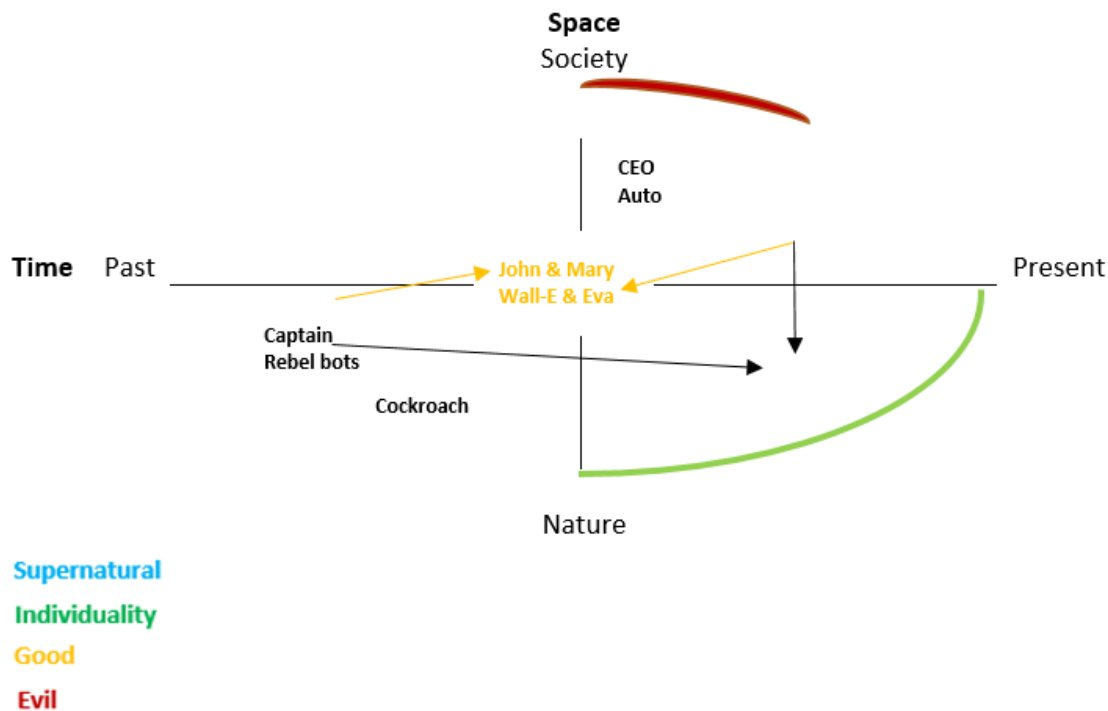 Space
Society
CEO
Auto
Time Past
John & Mary
Wall-E & Eva
Present
Captain
Rebel bots
Cockroach
Nature
Supernatural
Individuality
Good
Evil